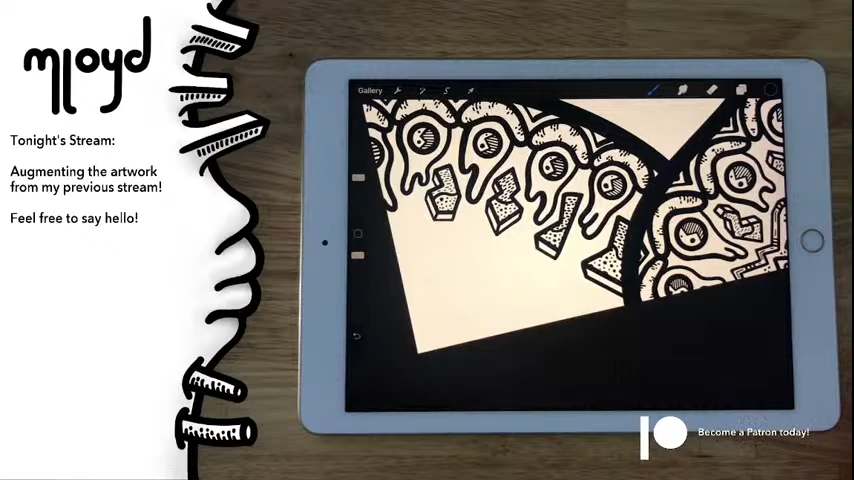 mloyd
Tonight's Stream:
Augmenting the artwork
from my previous stream!
Feel free to say hello!
Gallery
Become a Patron today!